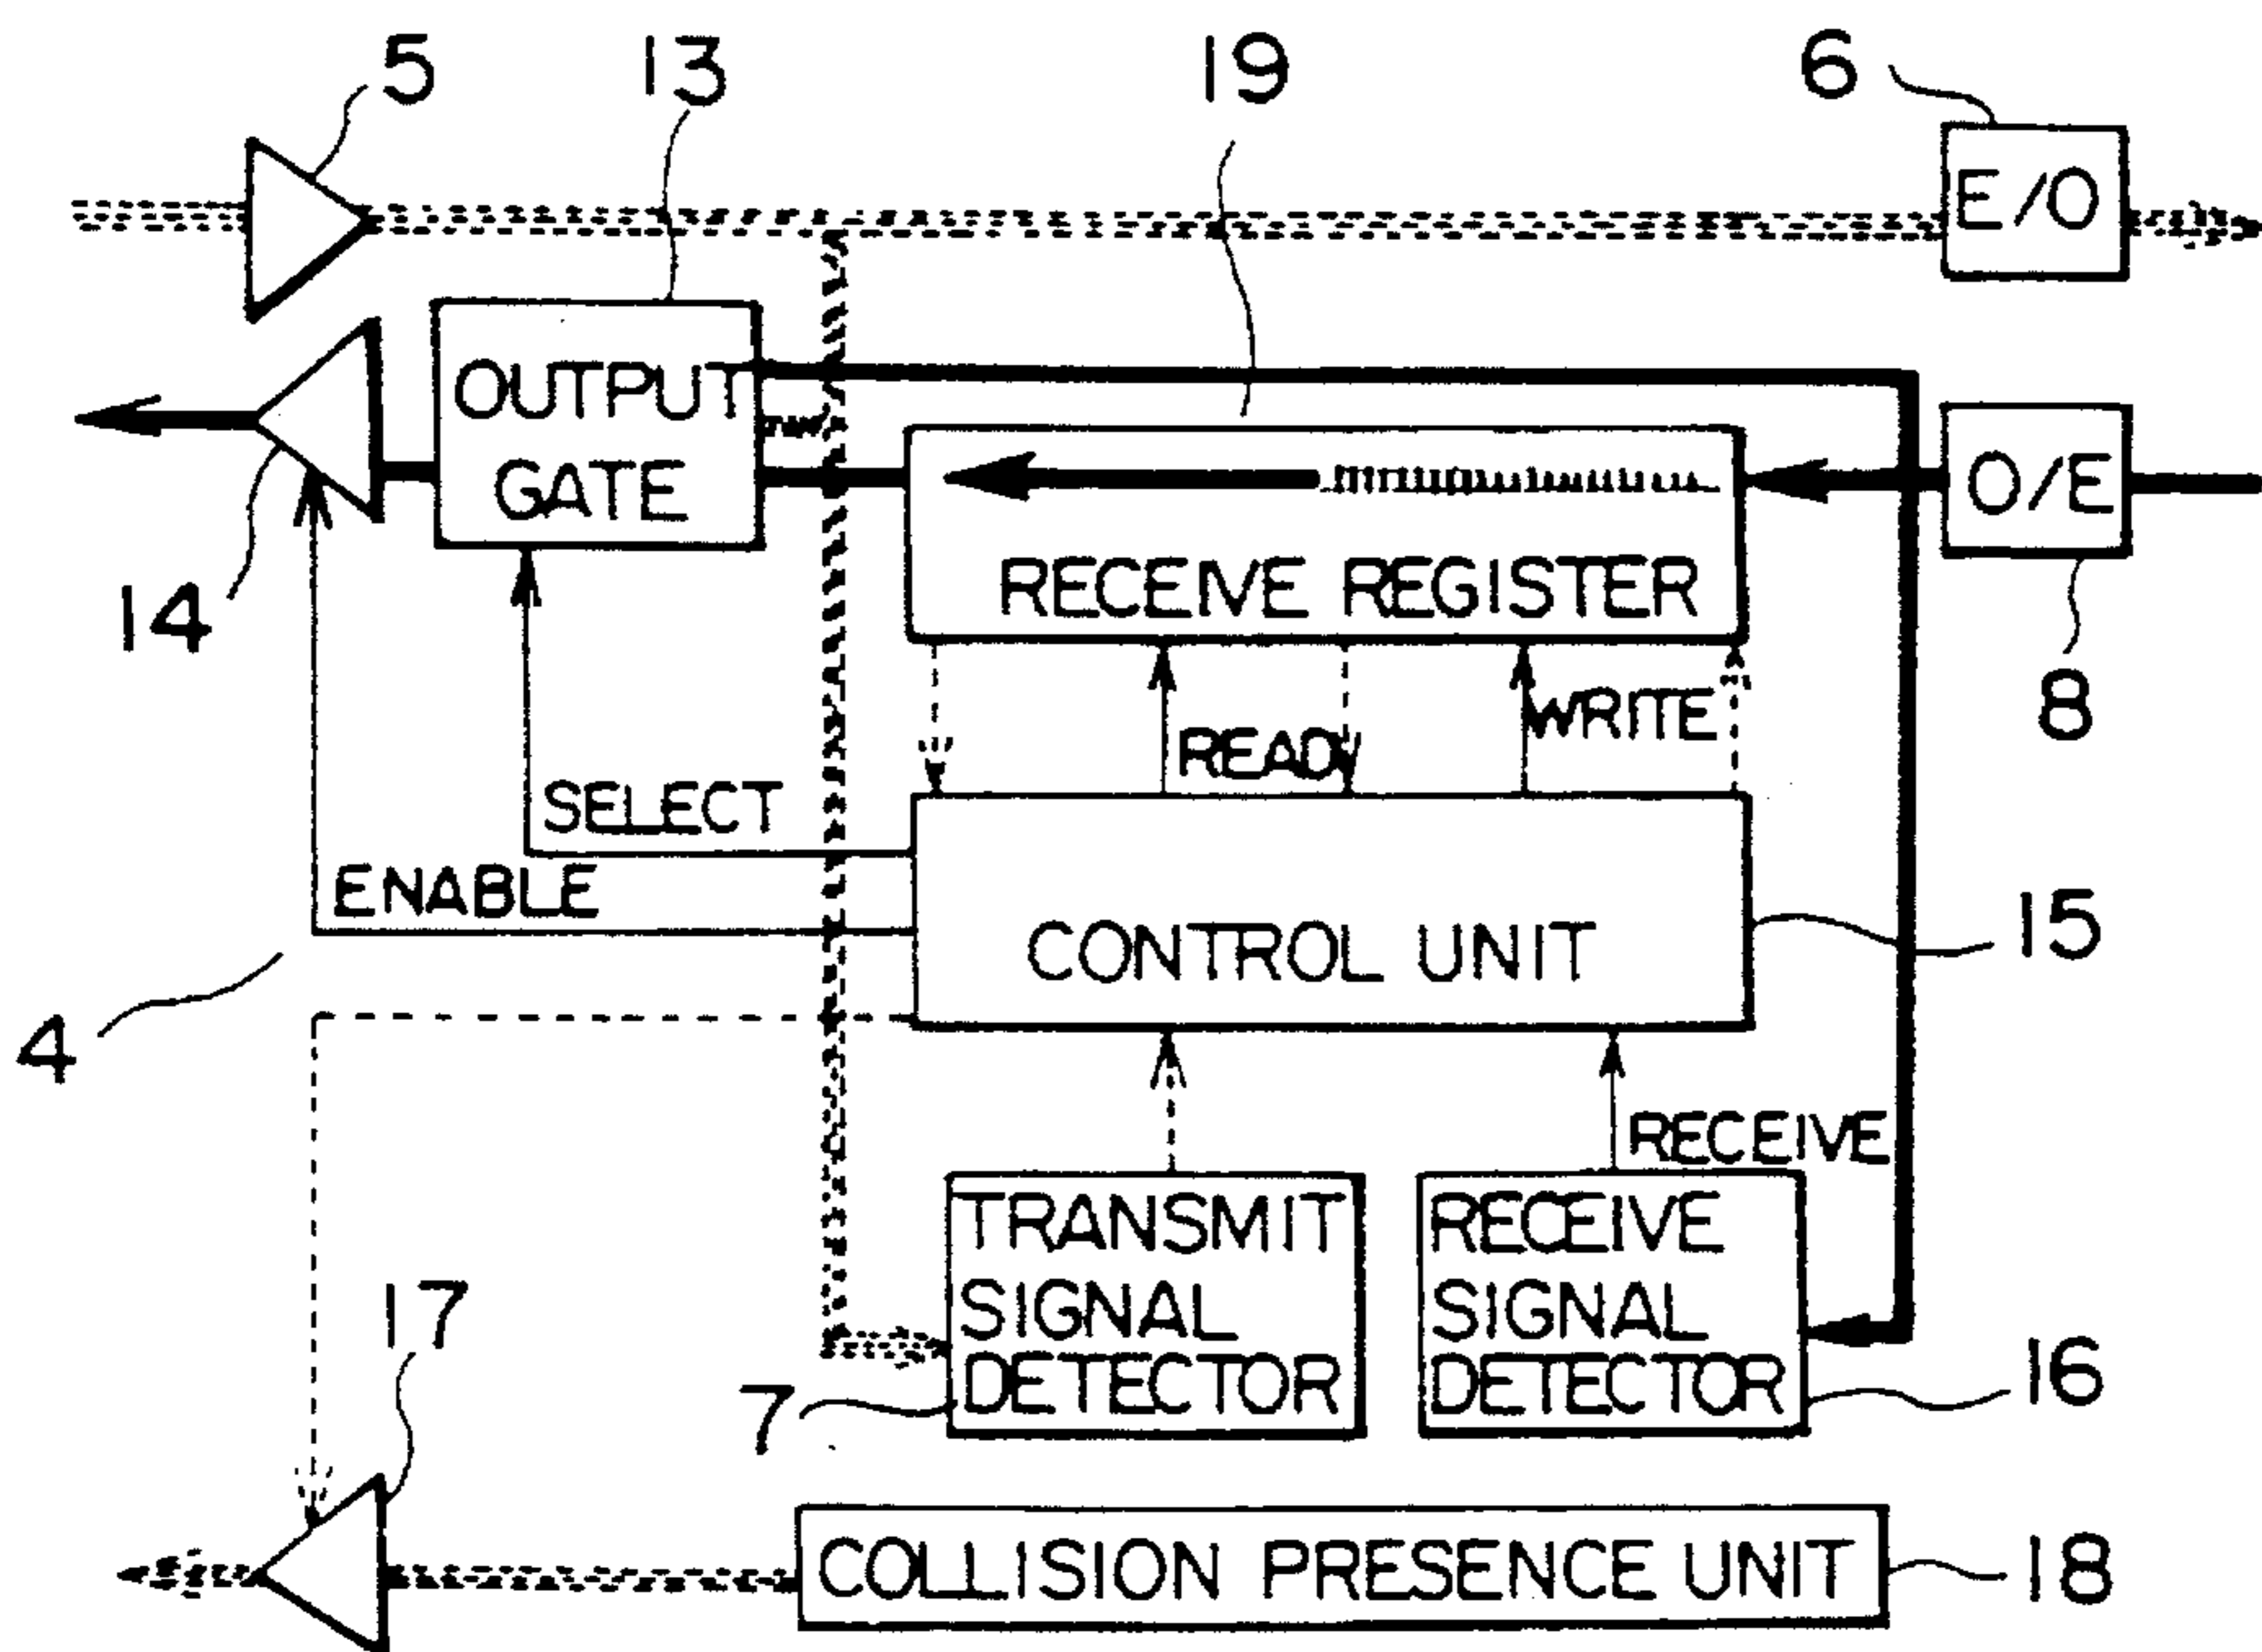 5
13
19
6
E/O
OUTPUT
GATE
O/E
RECEIVE REGISTER
14
8
WRITE
READY
SELECT
ENABLE
15
CONTROL UNIT
4
RECEIVE
TRANSMIT
SIGNAL
DETECTOR
RECEIVE
SIGNAL
DETECTOR
17
7
16
COLLISION PRESENCE UNIT
18